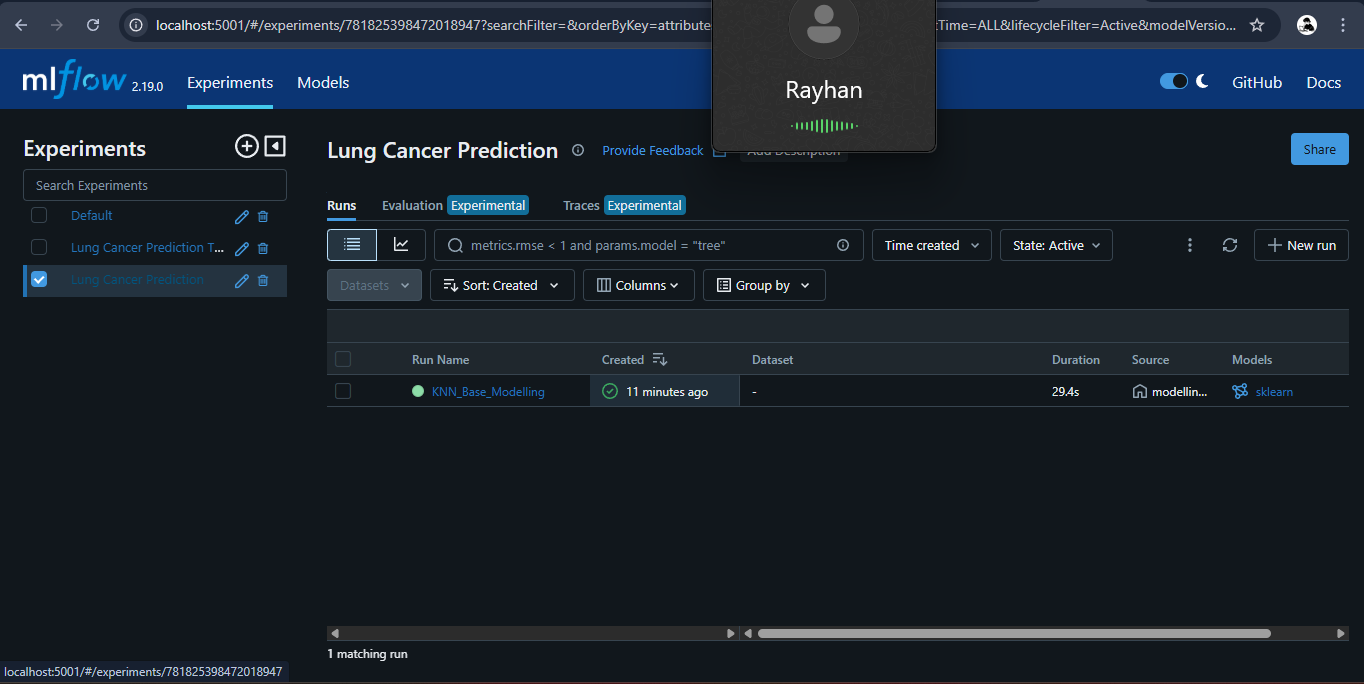 localhost:5001/#/experiments/781825398472018947?searchFilter=&orderByKey=attribute
:Time=ALL&lifecycleFilter=Active&modelVersio...
Rayhan
mlflow 2.19.0
Experiments
Models
GitHub
Docs
Experiments
Search Experiments
Default
Lung Cancer Prediction T...
Lung Cancer Prediction
Lung Cancer Prediction
Provide Feedback
Add Description
Share
Runs
Evaluation Experimental
Traces Experimental
metrics.rmse < 1 and params.model = "tree"
Time created
State: Active
New run
Datasets
Sort: Created
Columns
Group by
Run Name
Created
Dataset
Duration
Source
Models
KNN_Base_Modelling
11 minutes ago
-
29.4s
modellin...
sklearn
1 matching run
localhost:5001/#/experiments/781825398472018947